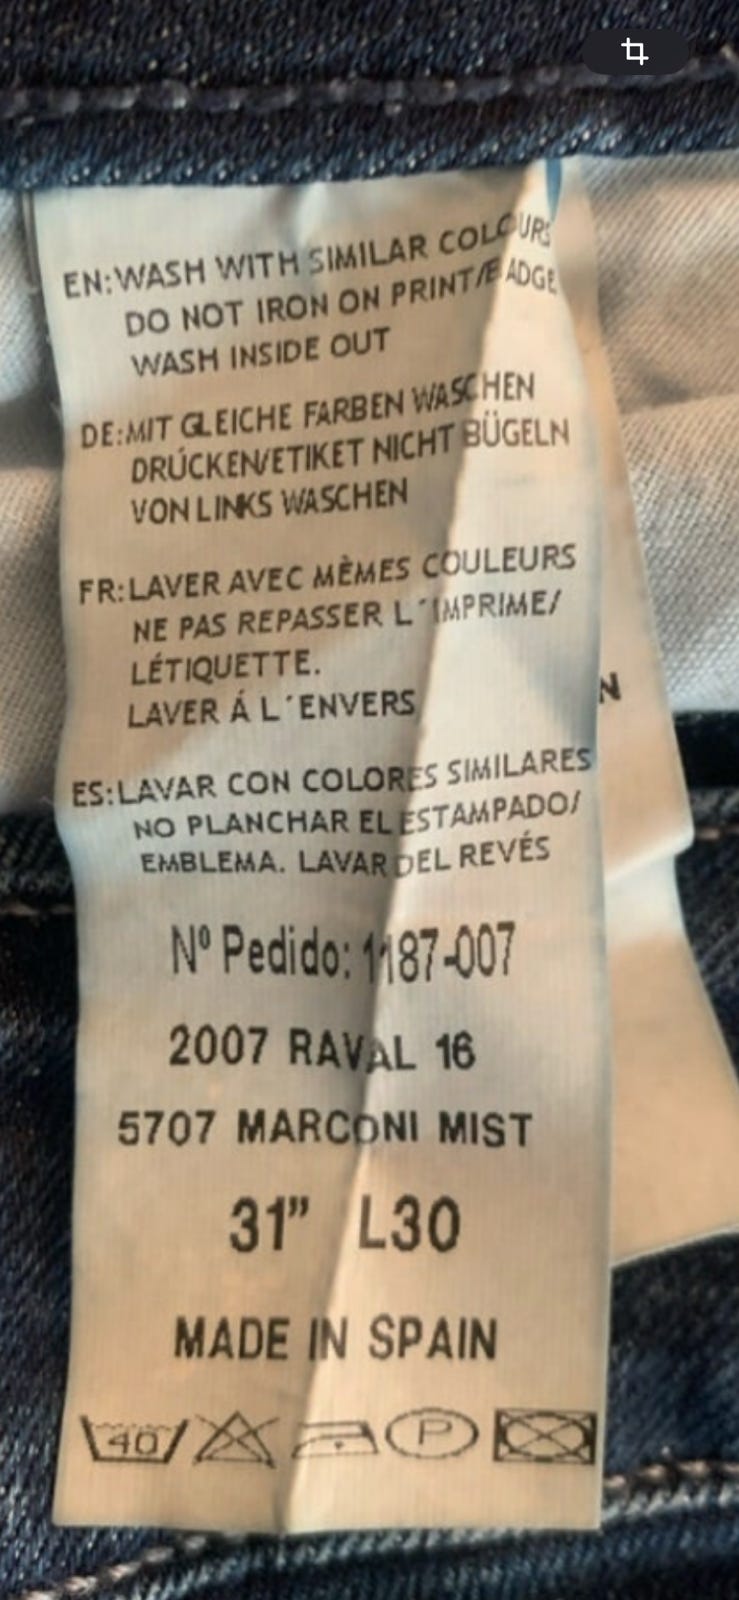 EN:WASH WITH SIMILAR COLOURS
DO NOT IRON ON PRINT/BADGE
WASH INSIDE OUT
DE:MIT GLEICHE FARBEN WASCHEN
DRÚCKEN/ETIKET NICHT BÜGELN
VON LINKS WASCHEN
FR:LAVER AVEC MÈMES COULEURS
NE PAS REPASSER L´IMPRIME/
LÉTIQUETTE.
LAVER Á L´ENVERS
ES:LAVAR CON COLORES SIMILARES
NO PLANCHAR EL ESTAMPADO/
EMBLEMA. LAVAR DEL REVÉS
Nº Pedido: 1187-007
2007 RAVAL 16
5707 MARCONI MIST
31” L30
MADE IN SPAIN
40 P